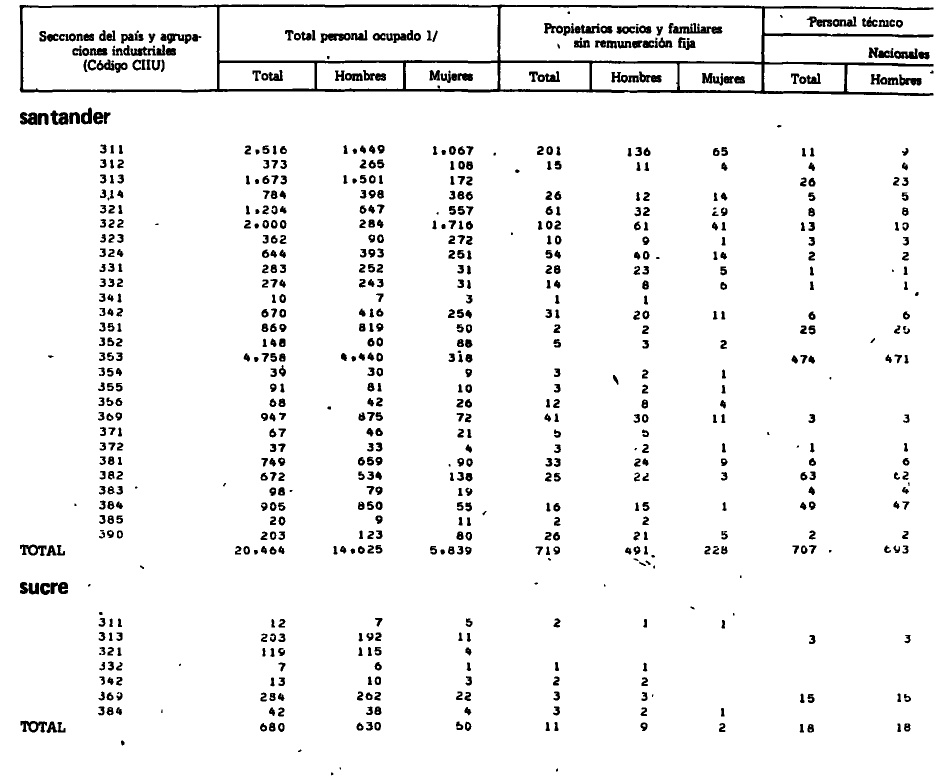 Secciones del país y agrupa-
ciones industriales
(Código CIIU)
Total personal ocupado 1/
Propietarios socios y familiares
sin remuneración fija
Personal técnico
Nacionales
Total Hombres Mujeres Total Hombres Mujeres Total Hombres
santander
311 2.516 1.449 1.067 201 136 65 11 9
312 373 265 108 15 11 4 4 4
313 1.673 1.501 172 26 23
314 784 398 386 26 12 14 5 5
321 1.204 647 557 61 32 29 8 8
322 2.000 284 1.716 102 61 41 13 10
323 362 90 272 10 9 1 3 3
324 644 393 251 54 40 14 2 2
331 283 252 31 28 23 5 1 1
332 274 243 31 14 8 6 1 1
341 10 7 3 1 1
342 670 416 254 31 20 11 6 6
351 869 819 50 2 2 25 25
352 148 60 88 5 3 2
353 4.758 4.440 318 474 471
354 39 30 9 3 2 1
355 91 81 10 3 2 1
356 68 42 26 12 8 4
369 947 875 72 41 30 11 3 3
371 67 46 21 5 5
372 37 33 4 3 2 1 1 1
381 749 659 90 33 24 9 6 6
382 672 534 138 25 22 3 63 62
383 98 79 19 4 4
384 905 850 55 16 15 1 49 47
385 20 9 11 2 2
390 203 123 80 26 21 5 2 2
TOTAL 20.464 14.625 5.839 719 491 228 707 693
sucre
311 12 7 5 2 1 1
313 203 192 11 3 3
321 119 115 4
332 7 6 1 1 1
342 13 10 3 2 2
369 284 262 22 3 3 15 15
384 42 38 4 3 2 1
TOTAL 680 630 50 11 9 2 18 18